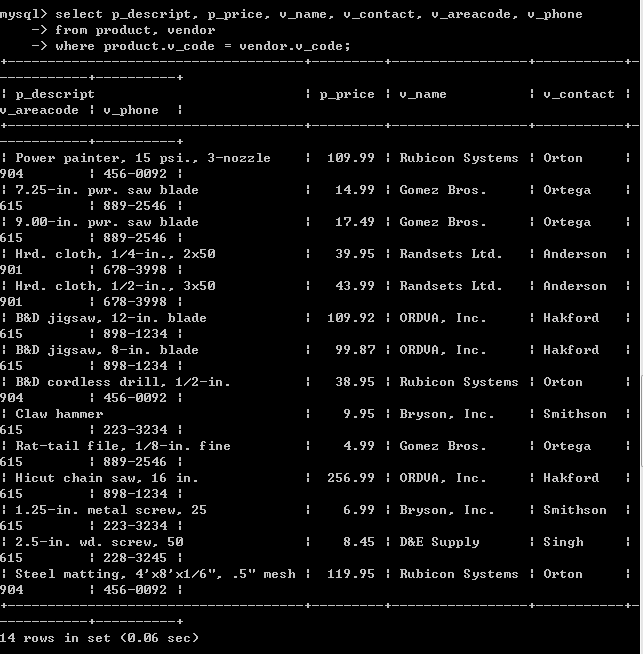 mysql> select p_descript, p_price, v_name, v_contact, v_areacode, v_phone
    -> from product, vendor
    -> where product.v_code = vendor.v_code;
+------------------------------------+---------+-----------------+-----------+-
-----------+----------+
| p_descript                         | p_price | v_name          | v_contact |
v_areacode | v_phone  |
+------------------------------------+---------+-----------------+-----------+-
-----------+----------+
| Power painter, 15 psi., 3-nozzle   |  109.99 | Rubicon Systems | Orton     |
904        | 456-0092 |
| 7.25-in. pwr. saw blade            |   14.99 | Gomez Bros.     | Ortega    |
615        | 889-2546 |
| 9.00-in. pwr. saw blade            |   17.49 | Gomez Bros.     | Ortega    |
615        | 889-2546 |
| Hrd. cloth, 1/4-in., 2x50          |   39.95 | Randsets Ltd.   | Anderson  |
901        | 678-3998 |
| Hrd. cloth, 1/2-in., 3x50          |   43.99 | Randsets Ltd.   | Anderson  |
901        | 678-3998 |
| B&D jigsaw, 12-in. blade           |  109.92 | ORDVA, Inc.     | Hakford   |
615        | 898-1234 |
| B&D jigsaw, 8-in. blade            |   99.87 | ORDVA, Inc.     | Hakford   |
615        | 898-1234 |
| B&D cordless drill, 1/2-in.        |   38.95 | Rubicon Systems | Orton     |
904        | 456-0092 |
| Claw hammer                        |    9.95 | Bryson, Inc.    | Smithson  |
615        | 223-3234 |
| Rat-tail file, 1/8-in. fine        |    4.99 | Gomez Bros.     | Ortega    |
615        | 889-2546 |
| Hicut chain saw, 16 in.            |  256.99 | ORDVA, Inc.     | Hakford   |
615        | 898-1234 |
| 1.25-in. metal screw, 25           |    6.99 | Bryson, Inc.    | Smithson  |
615        | 223-3234 |
| 2.5-in. wd. screw, 50              |    8.45 | D&E Supply      | Singh     |
615        | 228-3245 |
| Steel matting, 4'x8'x1/6", .5" mesh |  119.95 | Rubicon Systems | Orton     |
904        | 456-0092 |
+------------------------------------+---------+-----------------+-----------+-
-----------+----------+
14 rows in set (0.06 sec)